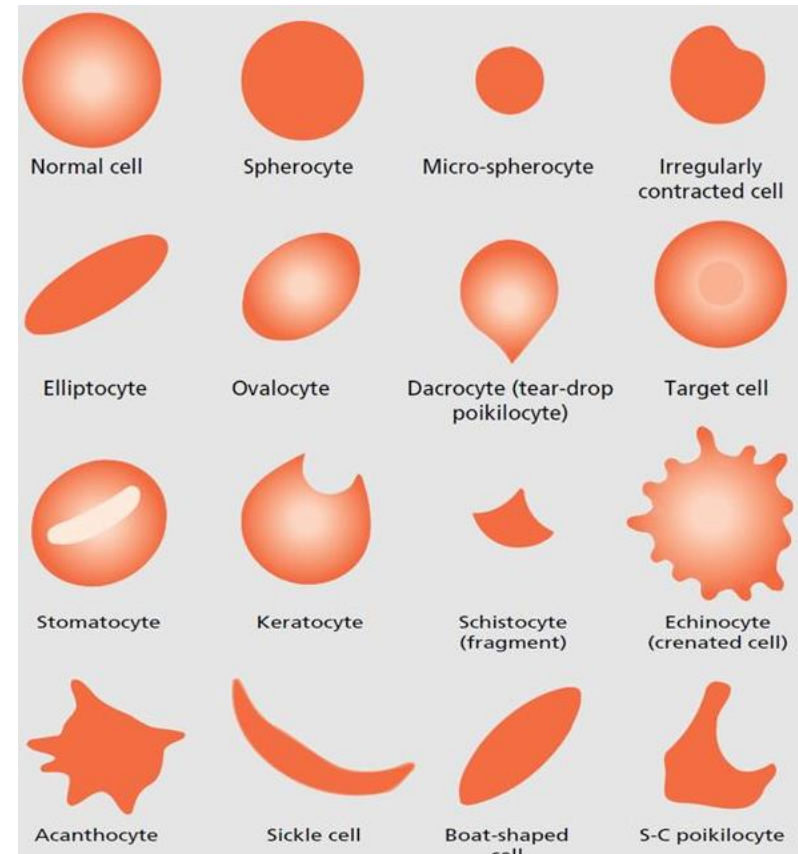 Normal cell
Spherocyte
Micro-spherocyte
Irregularly
contracted cell
Elliptocyte
Ovalocyte
Dacrocyte (tear-drop
poikilocyte)
Target cell
Stomatocyte
Keratocyte
Schistocyte
(fragment)
Echinocyte
(crenated cell)
Acanthocyte
Sickle cell
Boat-shaped
cell
S-C poikilocyte